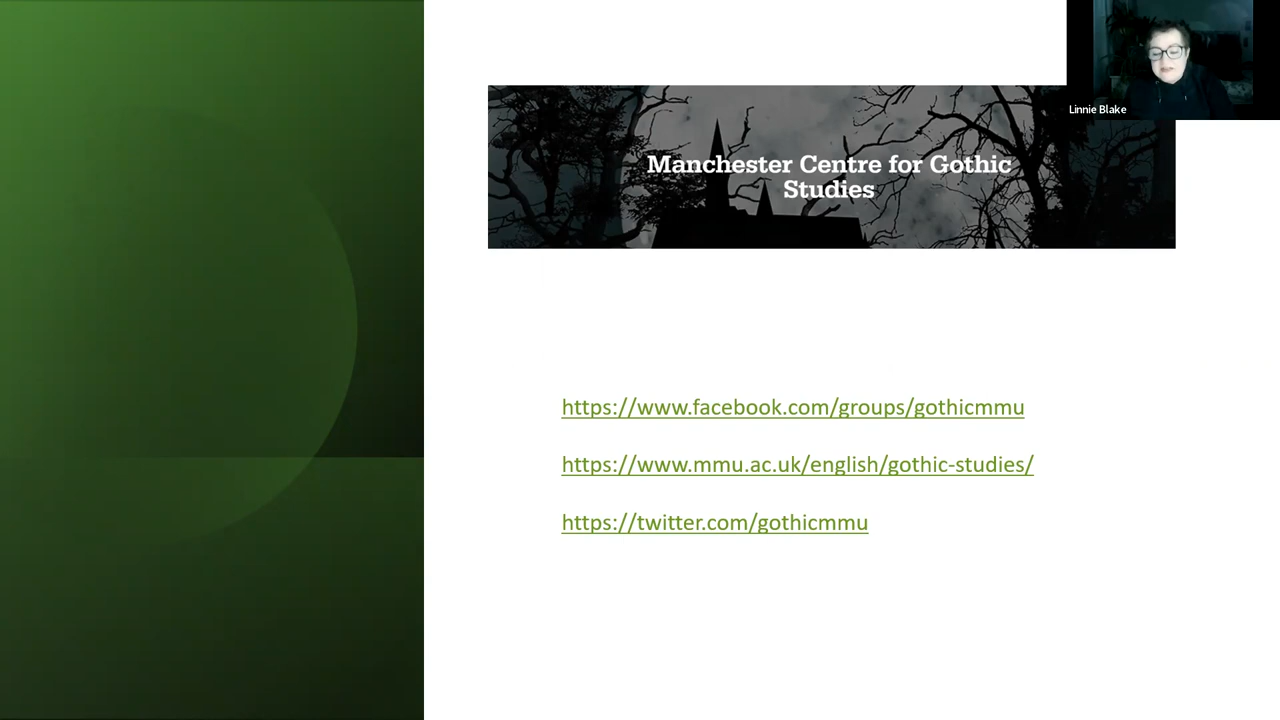 Linnie Blake
Manchester Centre for Gothic
Studies
https://www.facebook.com/groups/gothicmmu
https://www.mmu.ac.uk/english/gothic-studies/
https://twitter.com/gothicmmu